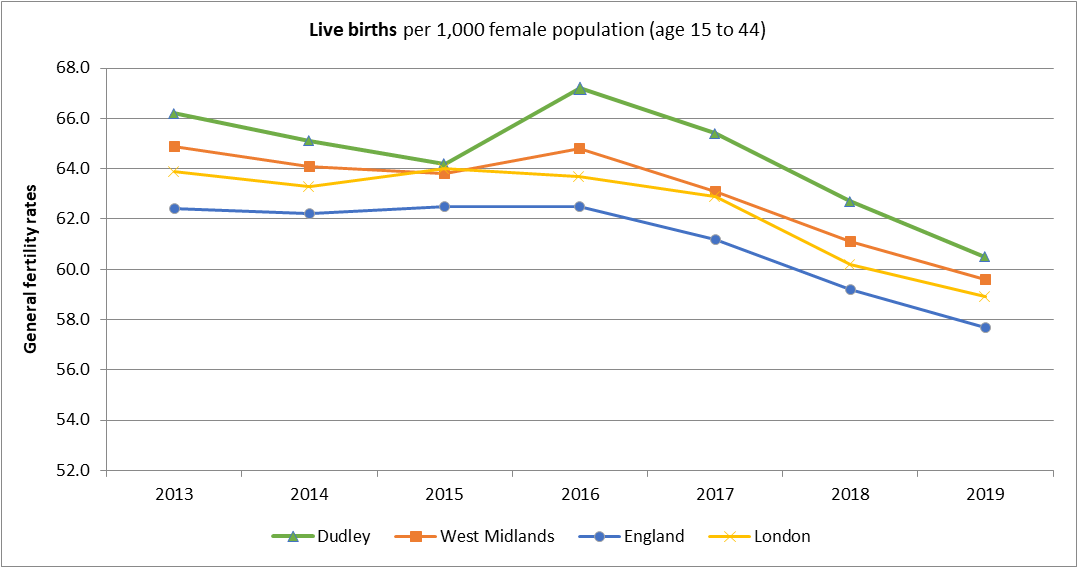 Live births per 1,000 female population (age 15 to 44)
General fertility rates
68.0
66.0
64.0
62.0
60.0
58.0
56.0
54.0
52.0
2013 2014 2015 2016 2017 2018 2019
Dudley West Midlands England London